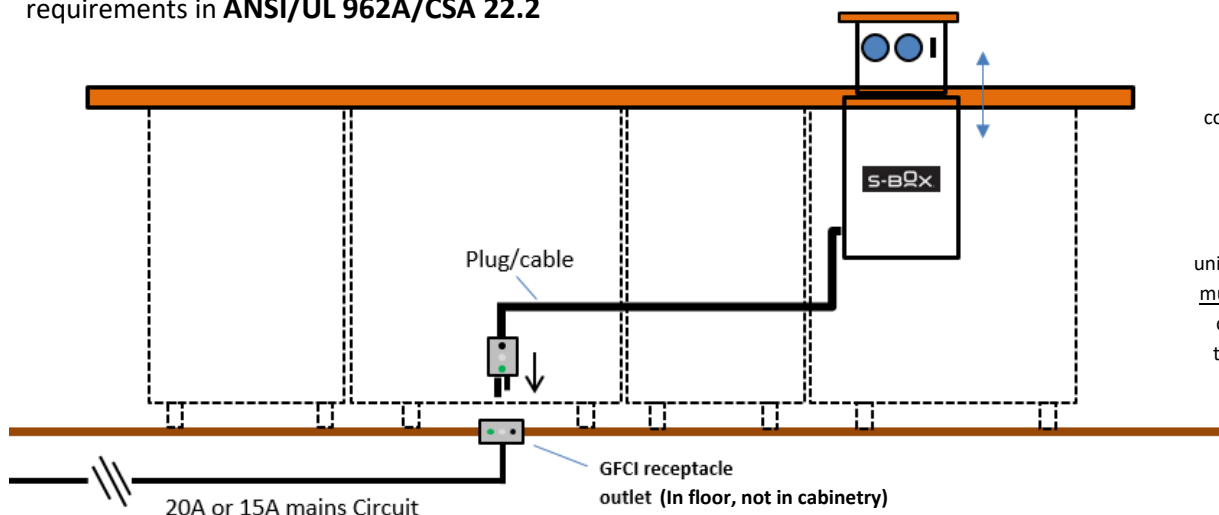 requirements in ANSI/UL 962A/CSA 22.2
S-BOX
Plug/cable
GFCI receptacle
outlet (In floor, not in cabinetry)
20A or 15A mains Circuit